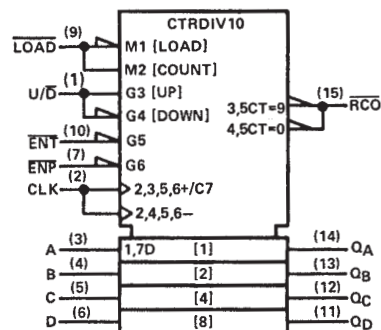 CTRDIV10
LOAD (9) M1 [LOAD]
M2 [COUNT]
U/D (1) G3 [UP]
G4 [DOWN]
3,5CT=9 (15) RCO
4,5CT=0
ENT (10) G5
ENP (7) G6
CLK (2) 2,3,5,6+/C7
2,4,5,6−
A (3) 1,7D [1] (14) QA
B (4) [2] (13) QB
C (5) [4] (12) QC
D (6) [8] (11) QD